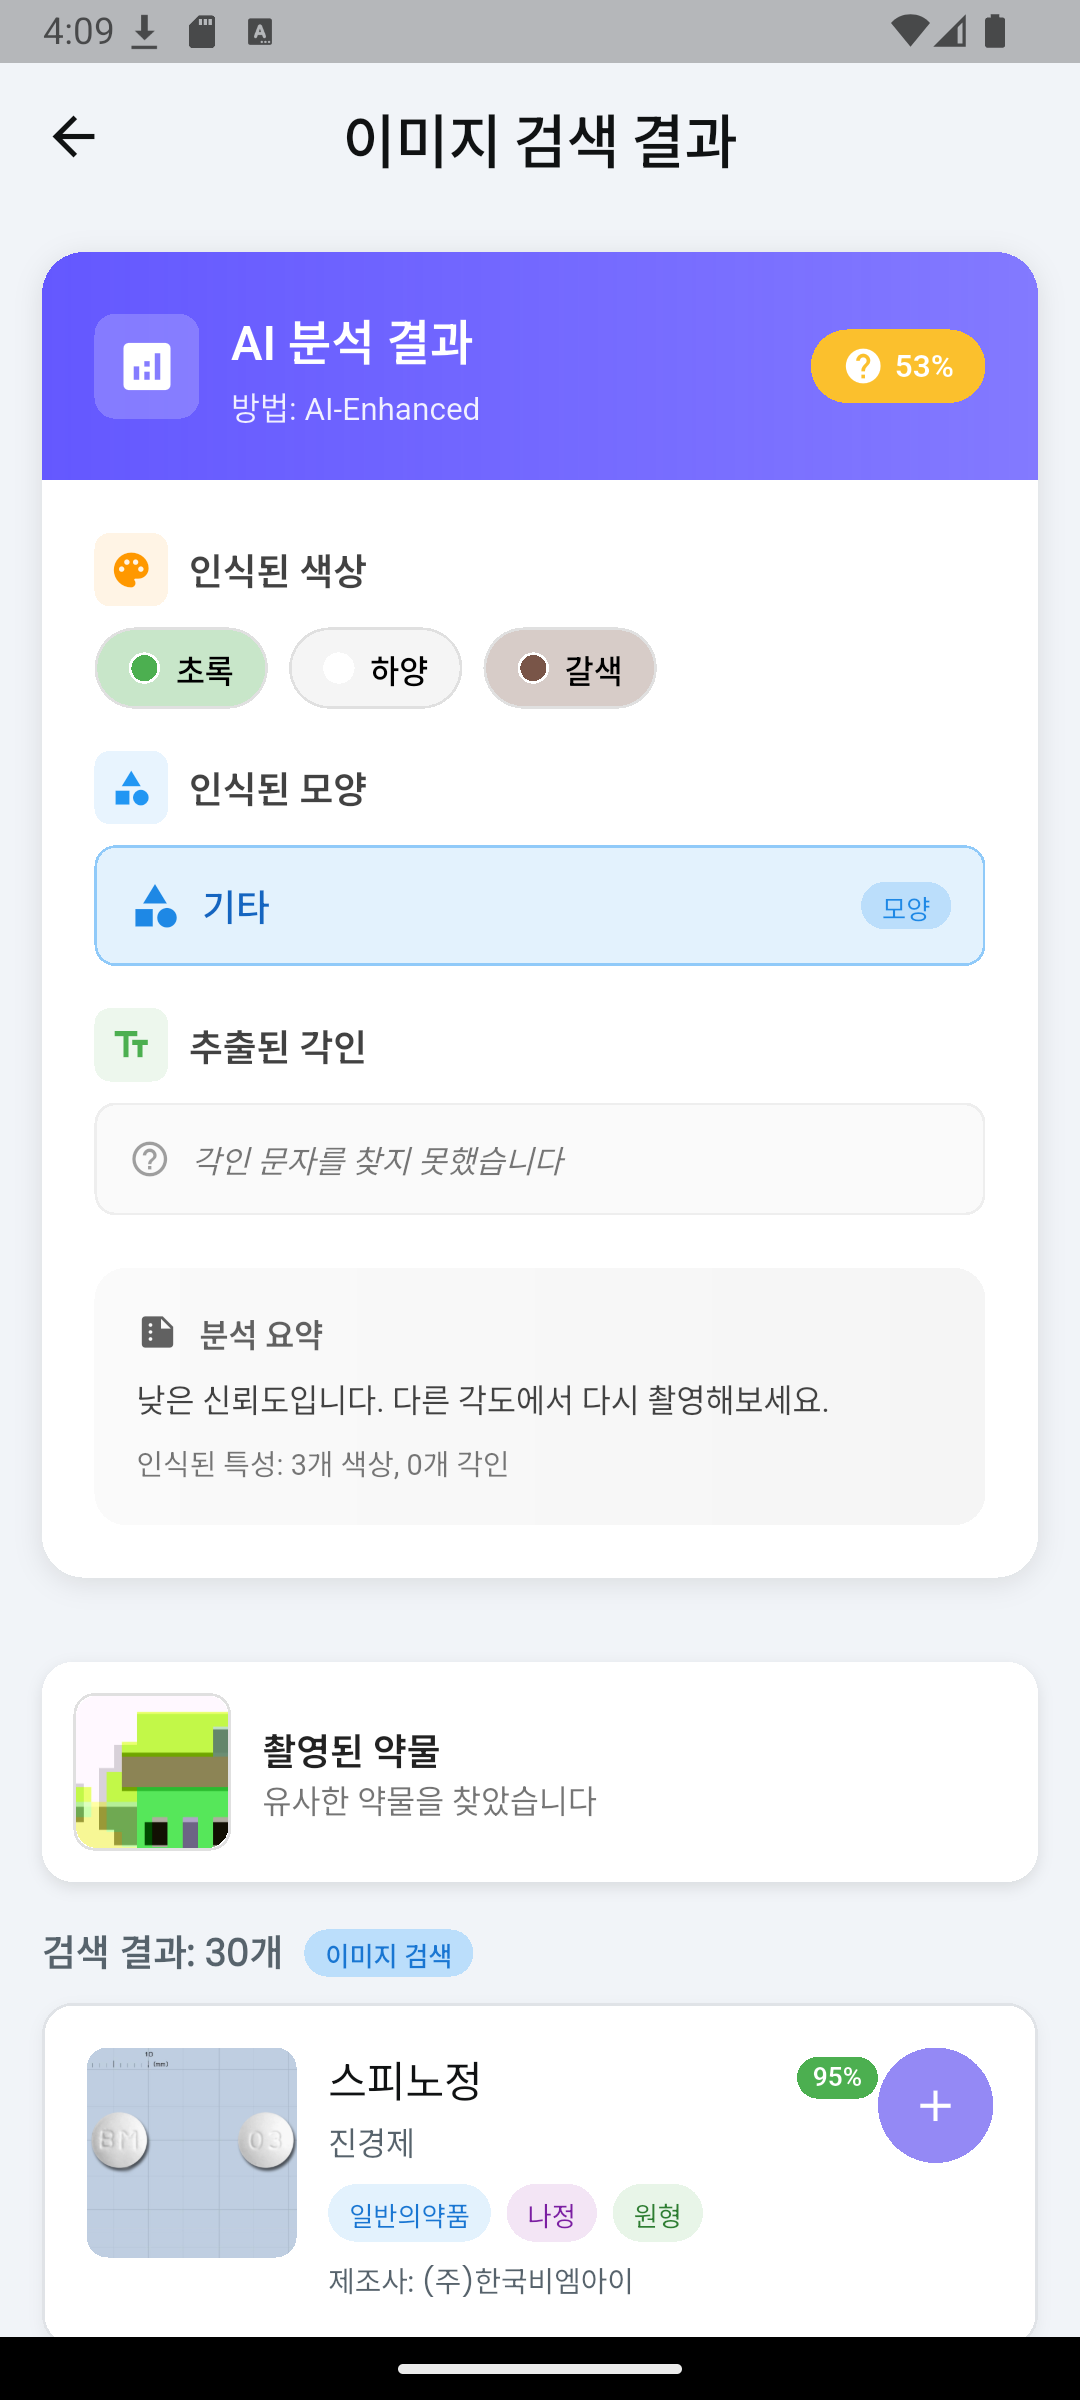 4:09
이미지 검색 결과
AI 분석 결과
방법: AI-Enhanced
53%
인식된 색상
초록
하양
갈색
인식된 모양
기타
모양
추출된 각인
각인 문자를 찾지 못했습니다
분석 요약
낮은 신뢰도입니다. 다른 각도에서 다시 촬영해보세요.
인식된 특성: 3개 색상, 0개 각인
촬영된 약물
유사한 약물을 찾았습니다
검색 결과: 30개
이미지 검색
10
(mm)
BM
03
스피노정
95%
진경제
일반의약품
나정
원형
제조사: (주)한국비엠아이